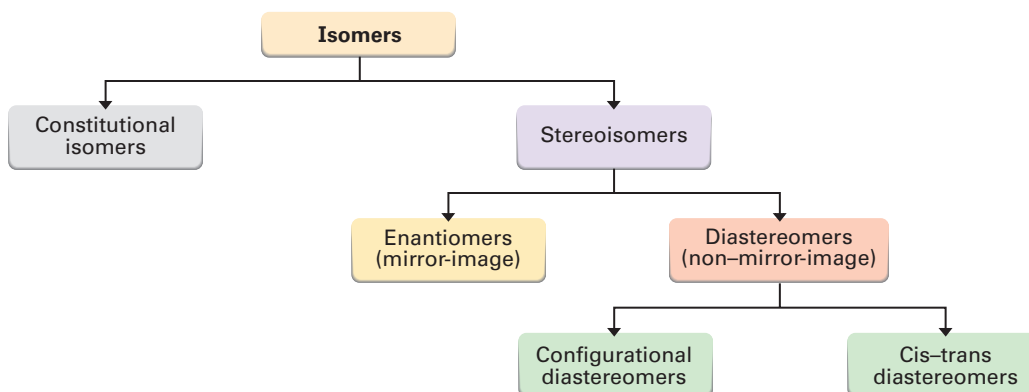 Isomers
Constitutional
isomers
Stereoisomers
Enantiomers
(mirror-image)
Diastereomers
(non–mirror-image)
Configurational
diastereomers
Cis–trans
diastereomers